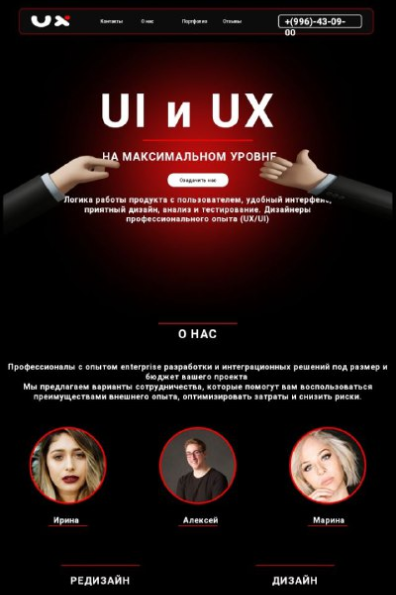 UX
Контакты О нас Портфолио Отзывы +(996)-43-09-
00
UI и UX
НА МАКСИМАЛЬНОМ УРОВНЕ
Логика работы продукта с пользователем, удобный интерфейс,
приятный дизайн, анализ и тестирование. Дизайнеры
профессионального опыта (UX/UI)
О НАС
Профессионалы с опытом enterprise разработки и интеграционных решений под размер и
бюджет вашего проекта
Мы предлагаем варианты сотрудничества, которые помогут вам воспользоваться
преимуществами внешнего опыта, оптимизировать затраты и снизить риски.
Ирина Алексей Марина
РЕДИЗАЙН ДИЗАЙН